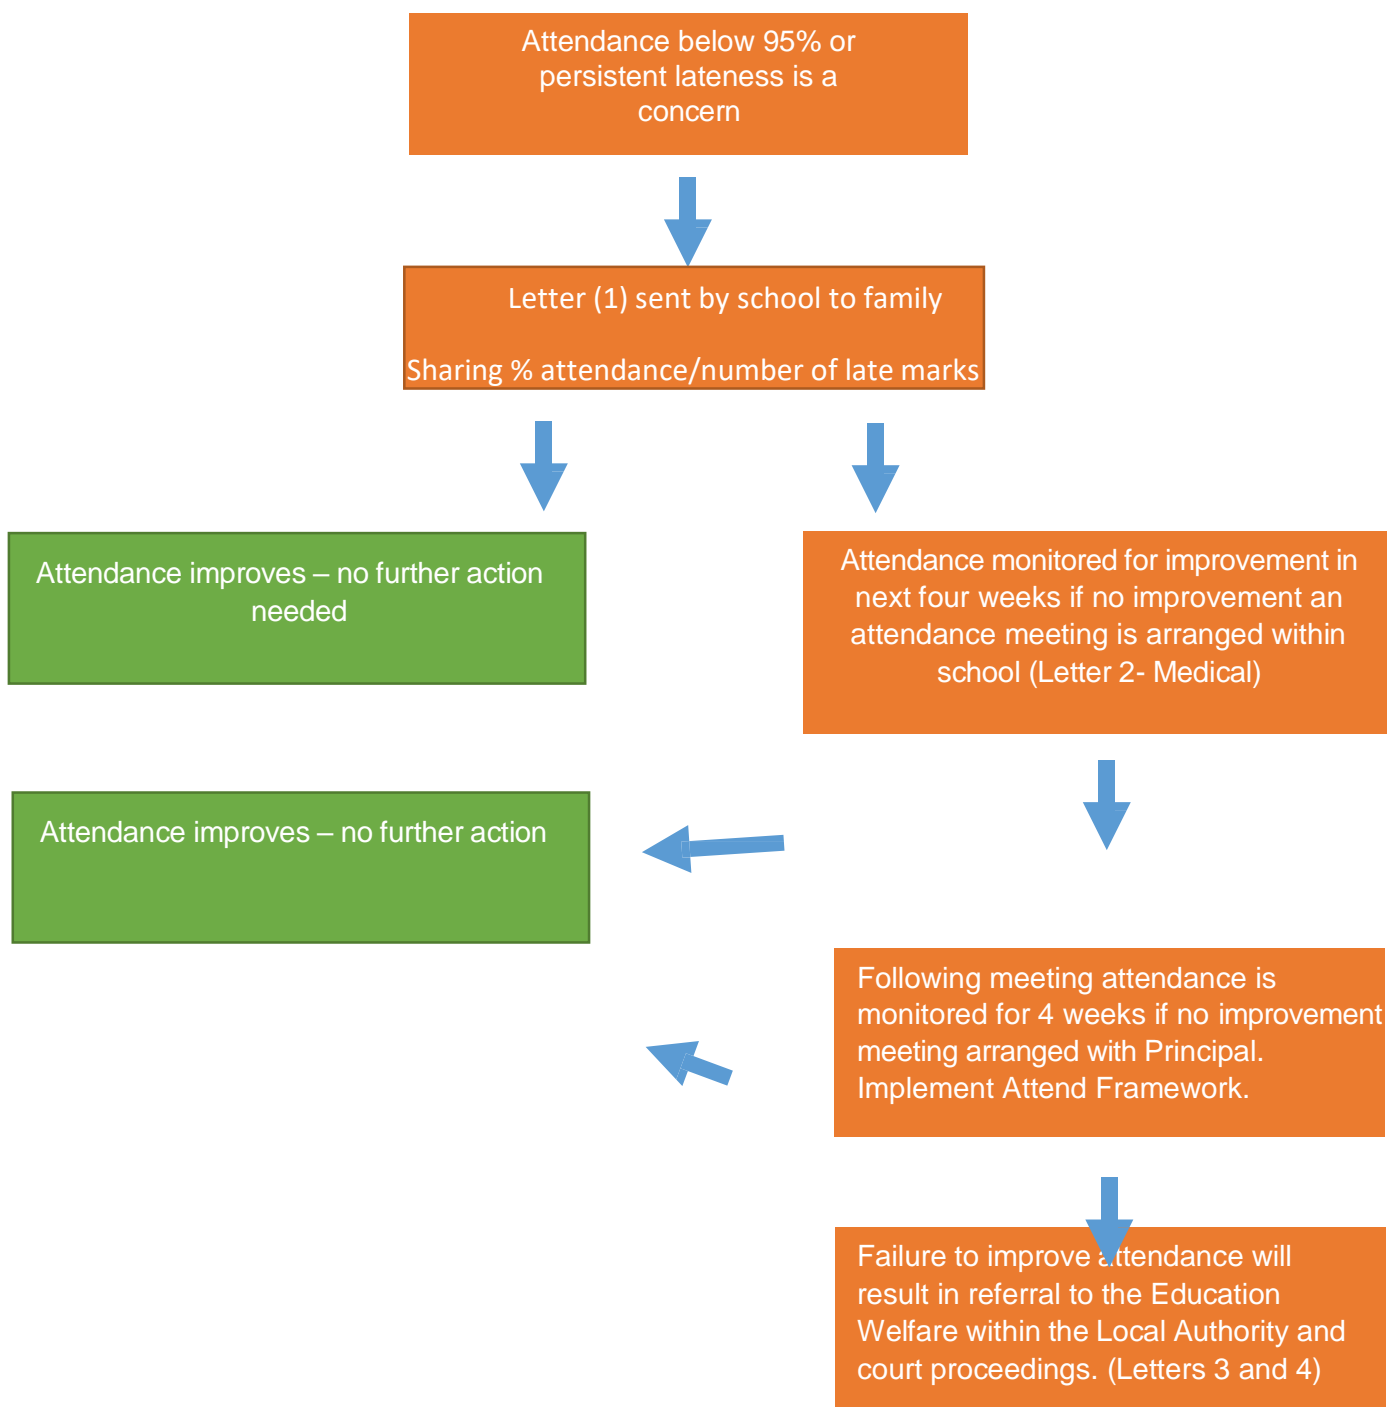 Attendance below 95% or
persistent lateness is a
concern
Letter (1) sent by school to family
Sharing % attendance/number of late marks
Attendance improves – no further action
needed
Attendance monitored for improvement in
next four weeks if no improvement an
attendance meeting is arranged within
school (Letter 2- Medical)
Attendance improves – no further action
Following meeting attendance is
monitored for 4 weeks if no improvement
meeting arranged with Principal.
Implement Attend Framework.
Failure to improve attendance will
result in referral to the Education
Welfare within the Local Authority and
court proceedings. (Letters 3 and 4)